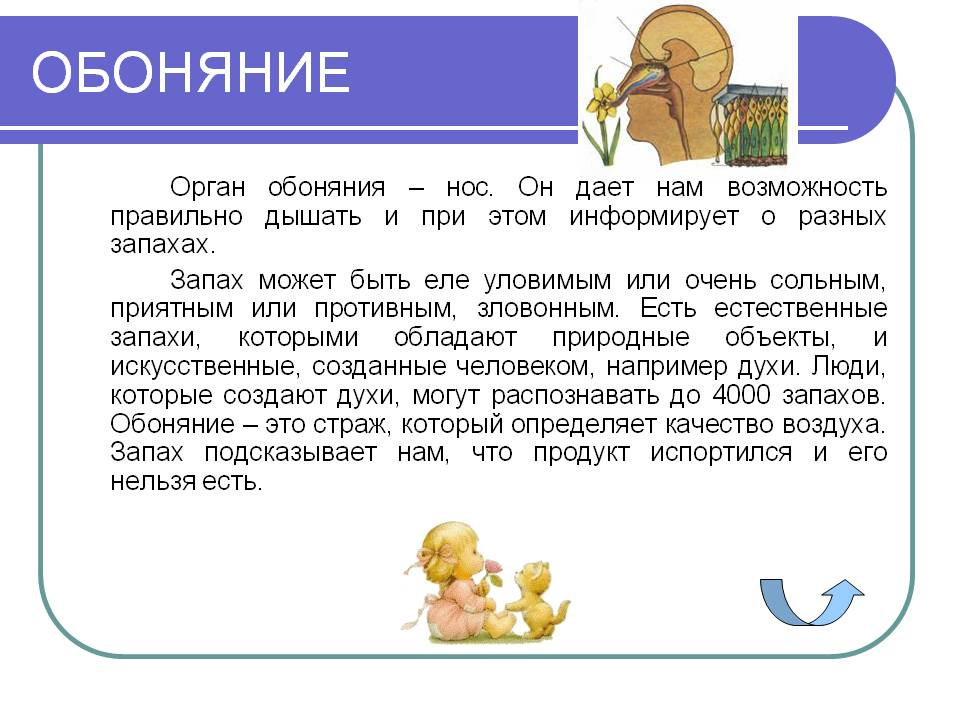 ОБОНЯНИЕ
Орган обоняния – нос. Он дает нам возможность
правильно дышать и при этом информирует о разных
запахах.
Запах может быть еле уловимым или очень сольным,
приятным или противным, зловонным. Есть естественные
запахи, которыми обладают природные объекты, и
искусственные, созданные человеком, например духи. Люди,
которые создают духи, могут распознавать до 4000 запахов.
Обоняние – это страж, который определяет качество воздуха.
Запах подсказывает нам, что продукт испортился и его
нельзя есть.